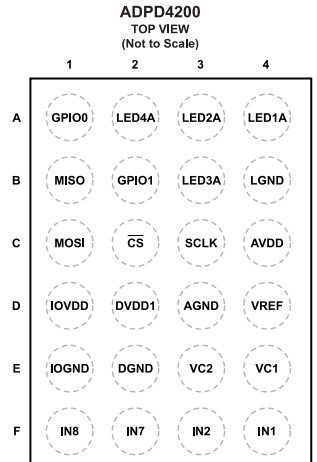 ADPD4200
TOP VIEW
(Not to Scale)
1 2 3 4
A GPIO0 LED4A LED2A LED1A
B MISO GPIO1 LED3A LGND
C MOSI C̅S̅ SCLK AVDD
D IOVDD DVDD1 AGND VREF
E IOGND DGND VC2 VC1
F IN8 IN7 IN2 IN1